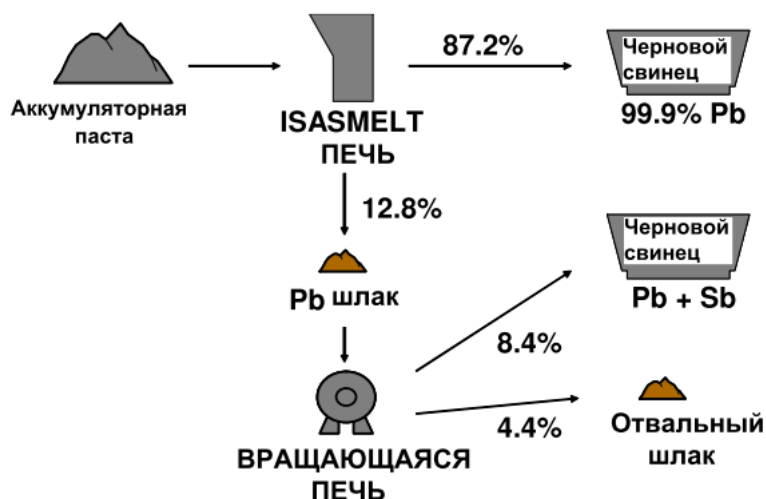 87.2%
Черновой
свинец
99.9% Pb
Аккумуляторная
паста
ISASMELT
ПЕЧЬ
12.8%
Pb шлак
Черновой
свинец
Pb + Sb
8.4%
4.4%
Отвальный
шлак
ВРАЩАЮЩАЯСЯ
ПЕЧЬ